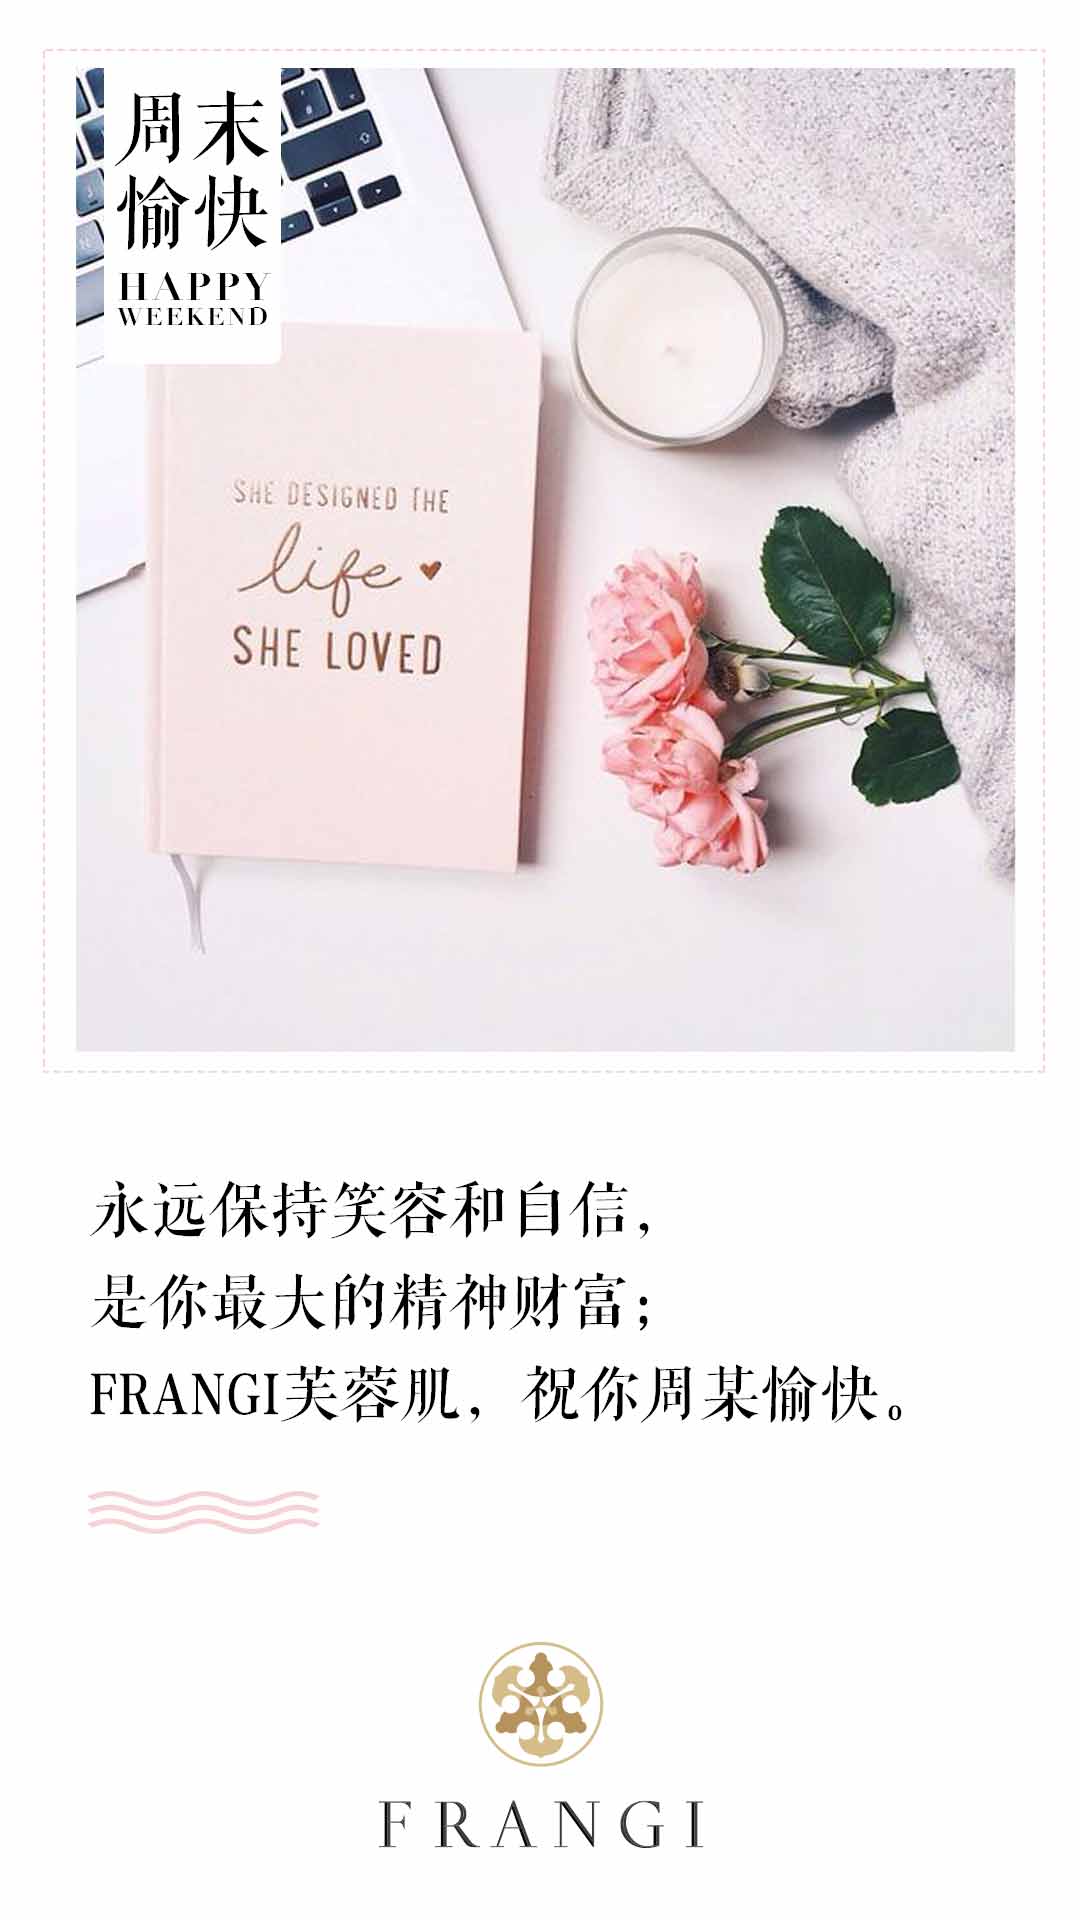 周末
愉快
HAPPY
WEEKEND
SHE DESIGNED THE
life
SHE LOVED
永远保持笑容和自信,
是你最大的精神财富;
FRANGI芙蓉肌, 祝你周某愉快。
FRANGI